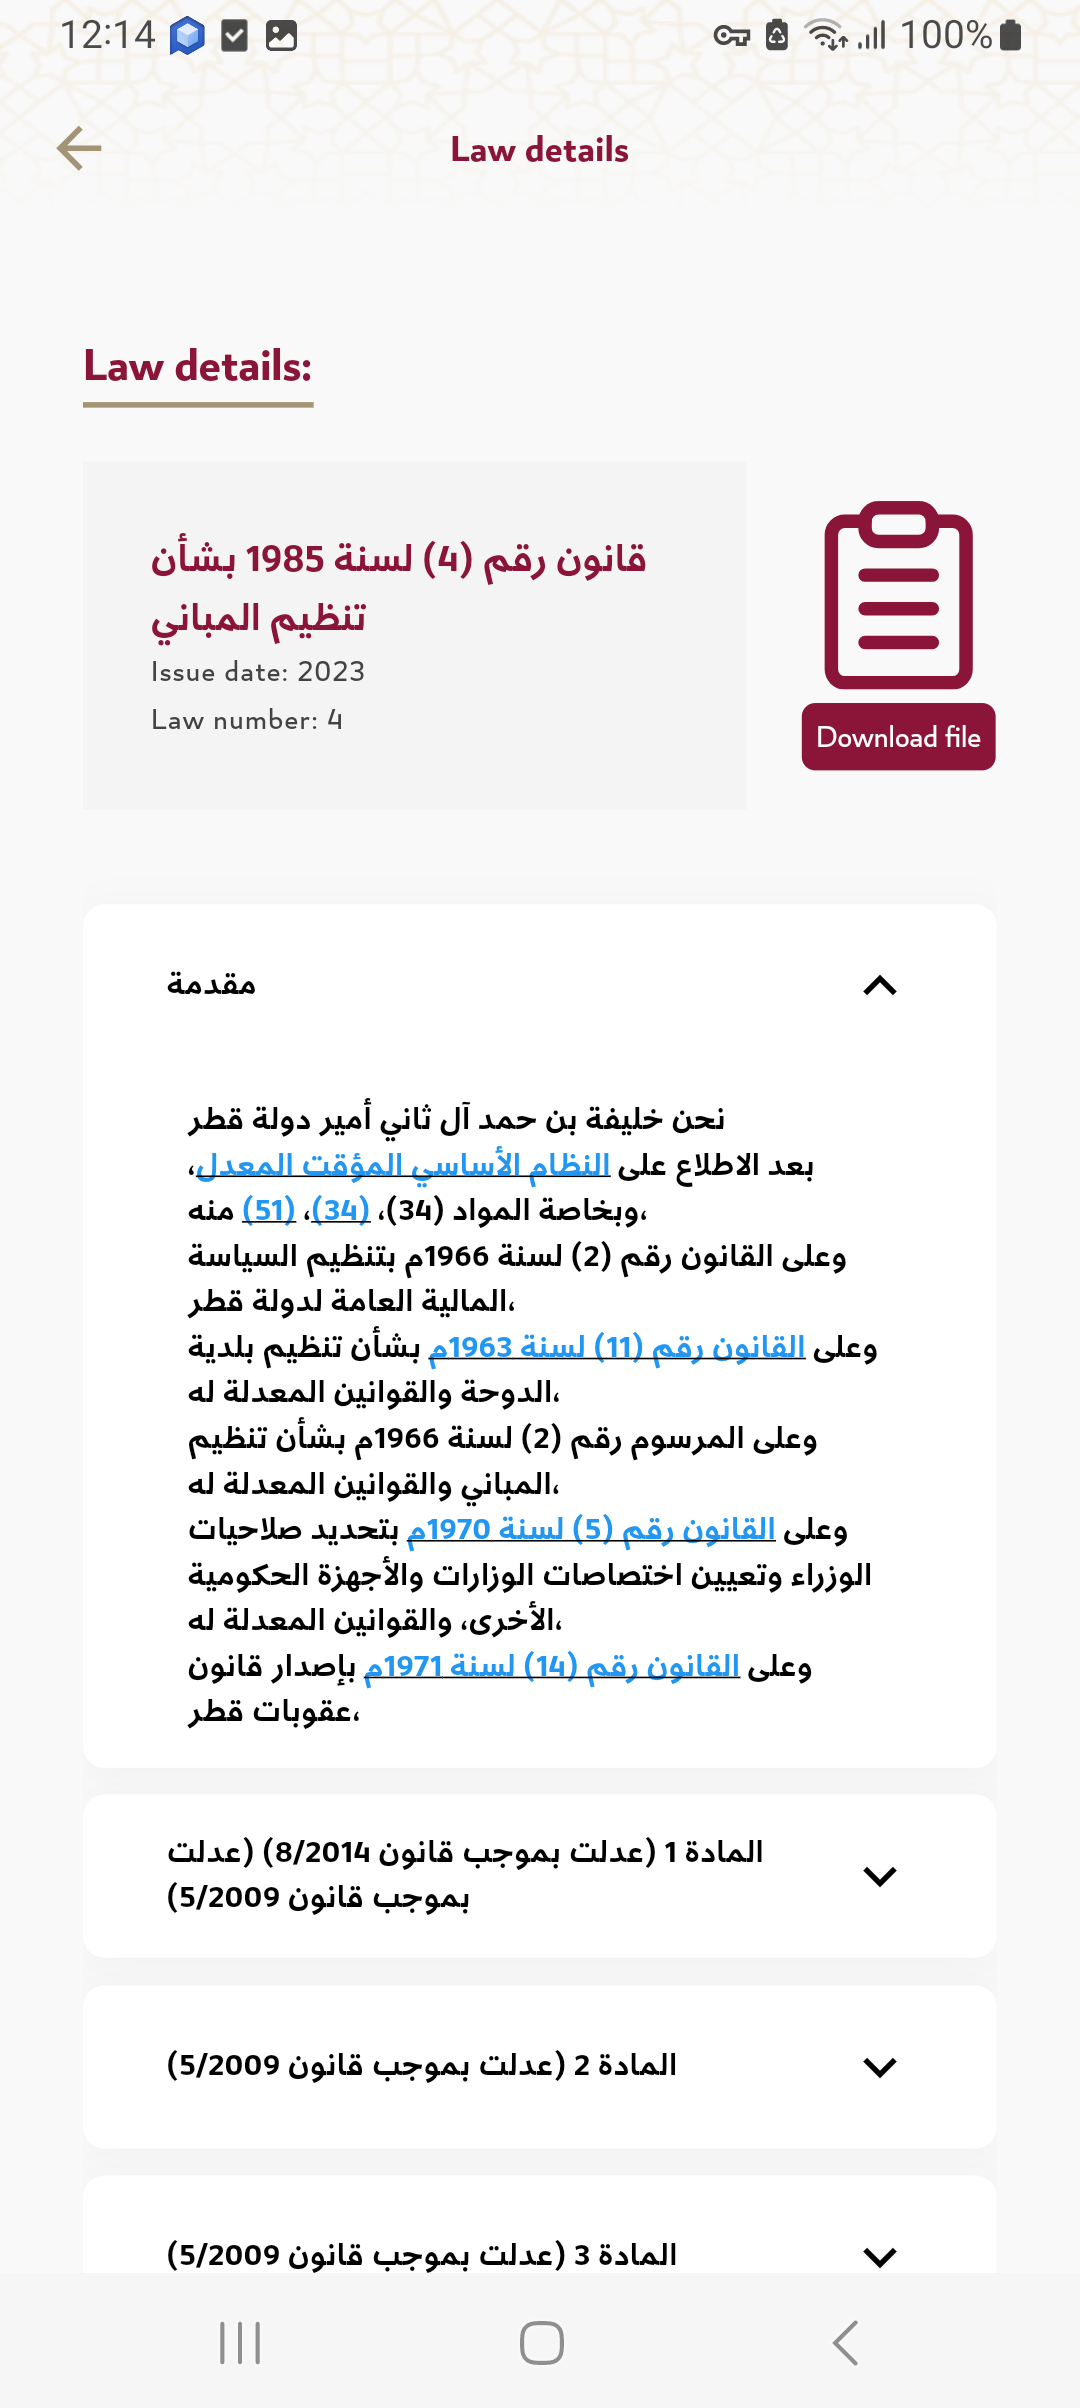 12:14
100%
Law details
Law details:
قانون رقم (4) لسنة 1985 بشأن
تنظيم المباني
Issue date: 2023
Law number: 4
Download file
مقدمة
نحن خليفة بن حمد آل ثاني أمير دولة قطر
بعد الاطلاع على النظام الأساسي المؤقت المعدل،
وبخاصة المواد (34)، (34)، (51) منه،
وعلى القانون رقم (2) لسنة 1966م بتنظيم السياسة
المالية العامة لدولة قطر،
وعلى القانون رقم (11) لسنة 1963م بشأن تنظيم بلدية
الدوحة والقوانين المعدلة له،
وعلى المرسوم رقم (2) لسنة 1966م بشأن تنظيم
المباني والقوانين المعدلة له،
وعلى القانون رقم (5) لسنة 1970م بتحديد صلاحيات
الوزراء وتعيين اختصاصات الوزارات والأجهزة الحكومية
الأخرى، والقوانين المعدلة له،
وعلى القانون رقم (14) لسنة 1971م بإصدار قانون
عقوبات قطر،
المادة 1 (عدلت بموجب قانون 8/2014) (عدلت
بموجب قانون 5/2009)
المادة 2 (عدلت بموجب قانون 5/2009)
المادة 3 (عدلت بموجب قانون 5/2009)